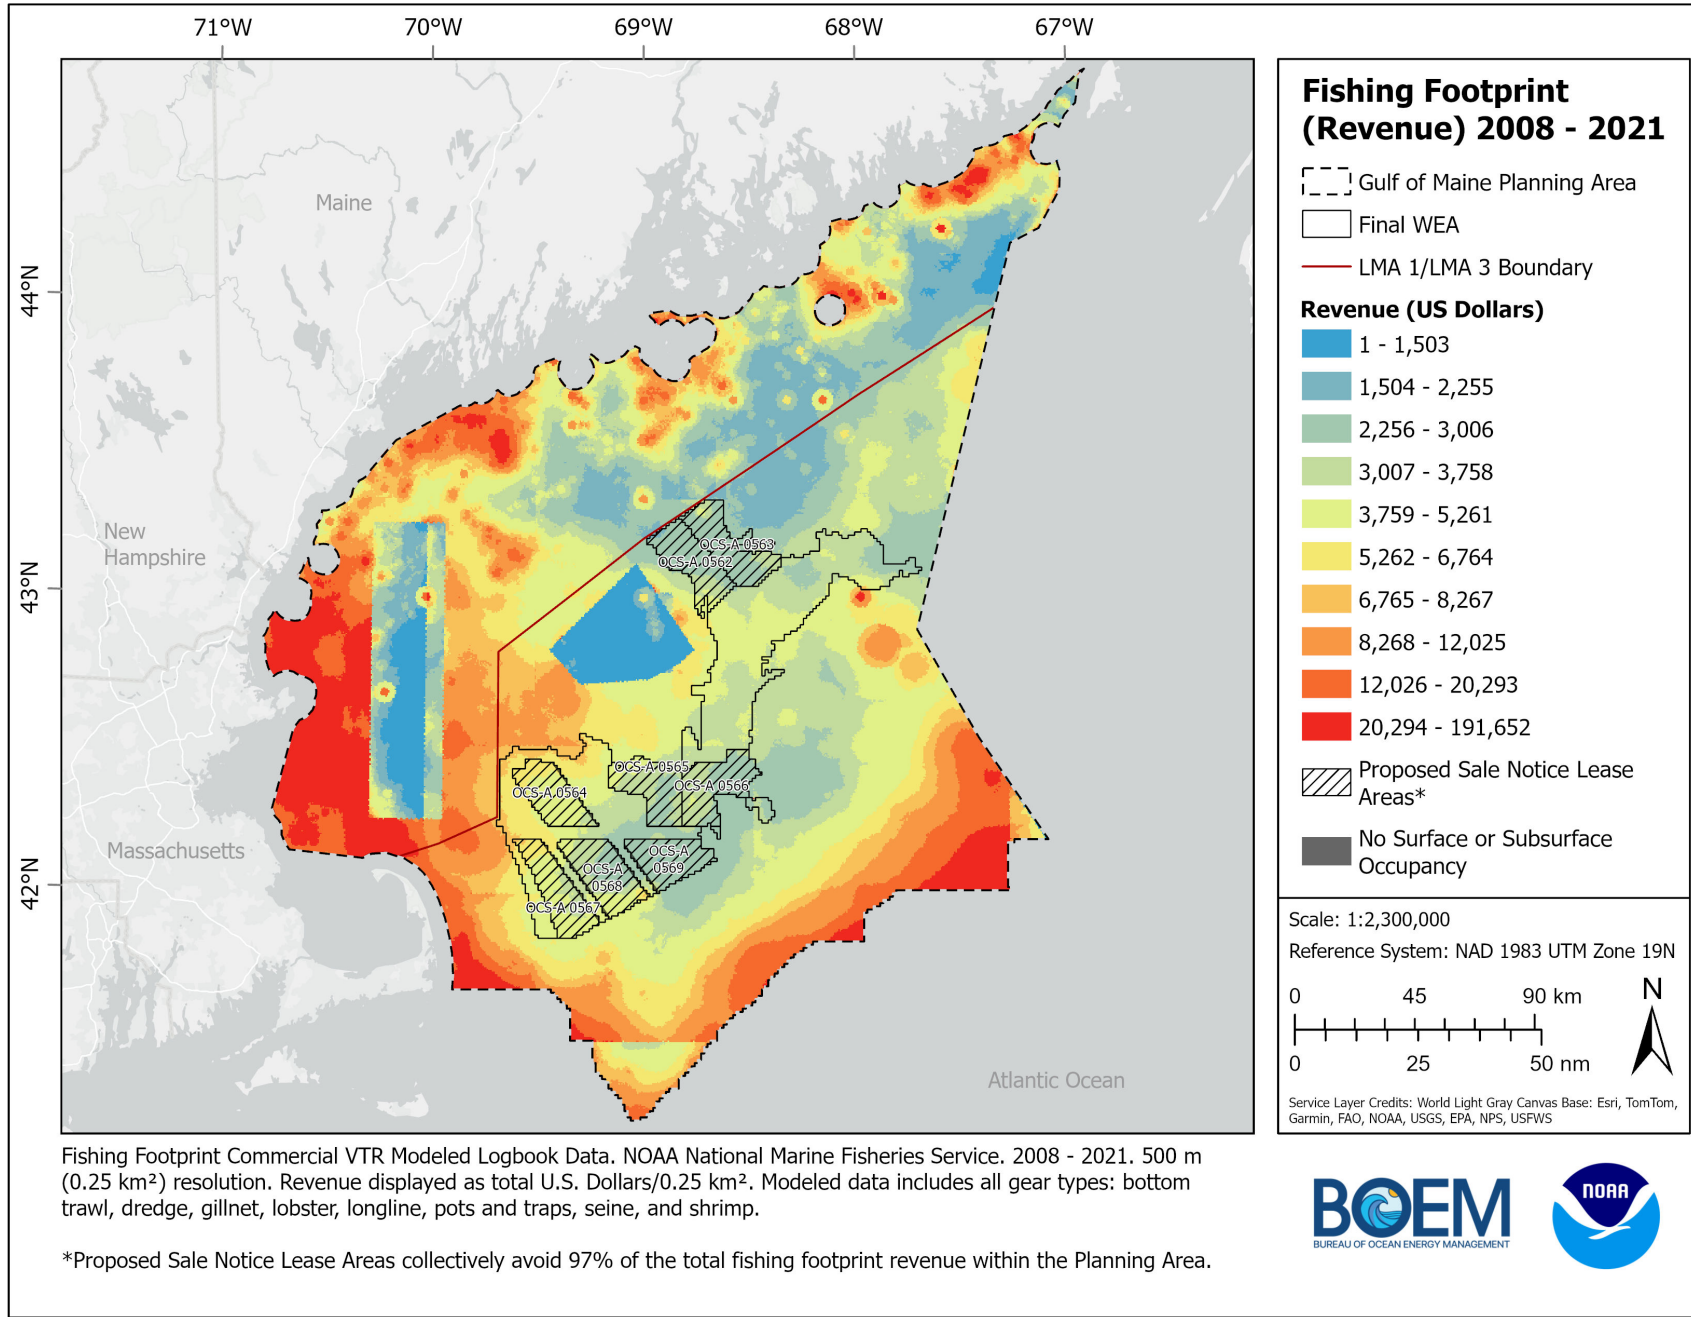 71°W 70°W 69°W 68°W 67°W
44°N
43°N
42°N
Maine
New
Hampshire
Massachusetts
Atlantic Ocean
OCS-A 0563
OCS-A 0562
OCS-A 0565
OCS-A 0566
OCS-A 0564
OCS-A
0569
OCS-A
0568
OCS-A 0567
Fishing Footprint
(Revenue) 2008 - 2021
Gulf of Maine Planning Area
Final WEA
LMA 1/LMA 3 Boundary
Revenue (US Dollars)
1 - 1,503
1,504 - 2,255
2,256 - 3,006
3,007 - 3,758
3,759 - 5,261
5,262 - 6,764
6,765 - 8,267
8,268 - 12,025
12,026 - 20,293
20,294 - 191,652
Proposed Sale Notice Lease
Areas*
No Surface or Subsurface
Occupancy
Scale: 1:2,300,000
Reference System: NAD 1983 UTM Zone 19N
0 45 90 km
0 25 50 nm
N
Service Layer Credits: World Light Gray Canvas Base: Esri, TomTom,
Garmin, FAO, NOAA, USGS, EPA, NPS, USFWS
Fishing Footprint Commercial VTR Modeled Logbook Data. NOAA National Marine Fisheries Service. 2008 - 2021. 500 m
(0.25 km²) resolution. Revenue displayed as total U.S. Dollars/0.25 km². Modeled data includes all gear types: bottom
trawl, dredge, gillnet, lobster, longline, pots and traps, seine, and shrimp.
*Proposed Sale Notice Lease Areas collectively avoid 97% of the total fishing footprint revenue within the Planning Area.
BOEM
BUREAU OF OCEAN ENERGY MANAGEMENT
NOAA